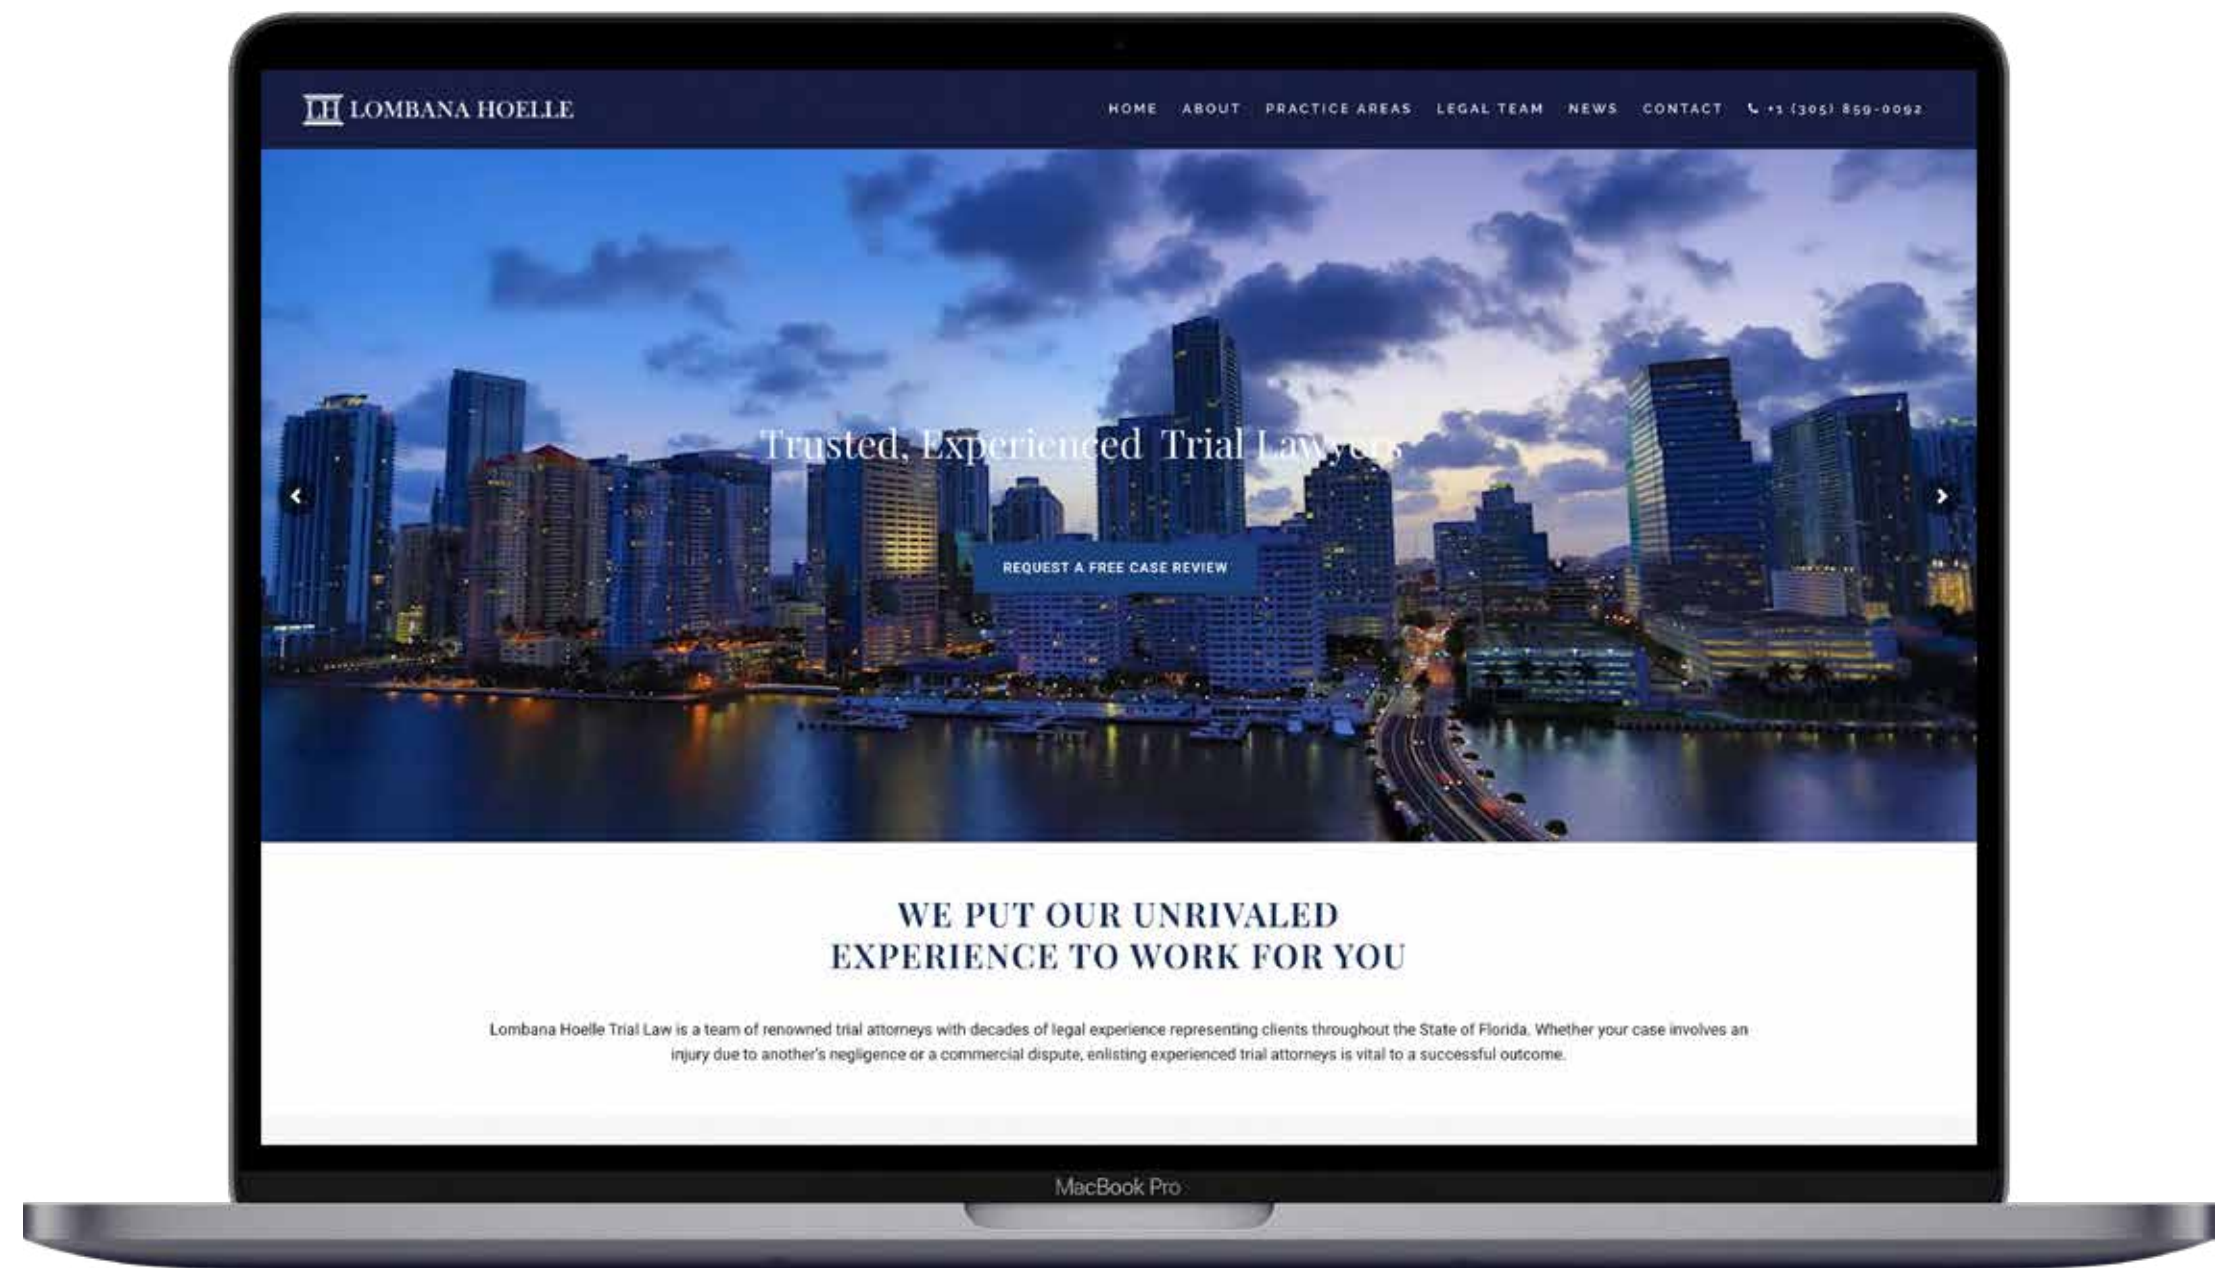 LH LOMBANA HOELLE
HOME ABOUT PRACTICE AREAS LEGAL TEAM NEWS CONTACT +1 (305) 859-0092
Trusted, Experienced Trial Lawyers
REQUEST A FREE CASE REVIEW
WE PUT OUR UNRIVALED
EXPERIENCE TO WORK FOR YOU
Lombana Hoelle Trial Law is a team of renowned trial attorneys with decades of legal experience representing clients throughout the State of Florida. Whether your case involves an
injury due to another's negligence or a commercial dispute, enlisting experienced trial attorneys is vital to a successful outcome.
MacBook Pro